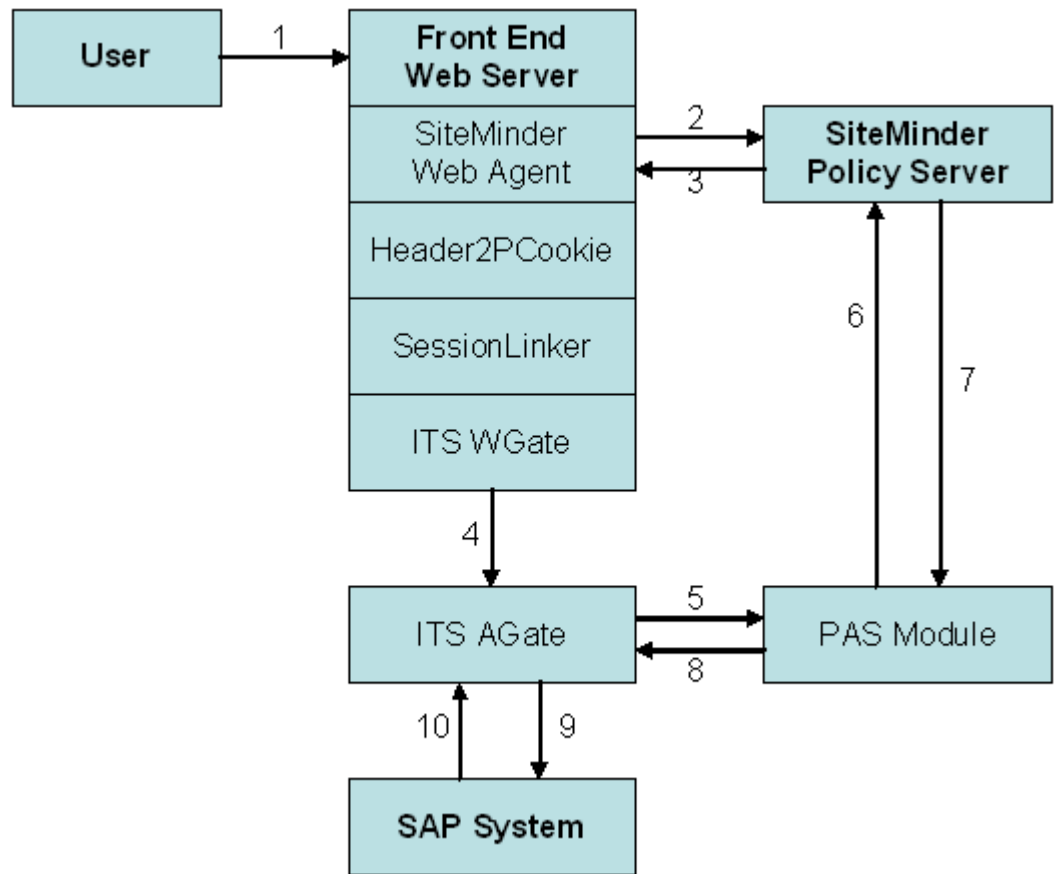 User
1
Front End
Web Server
SiteMinder
Web Agent
2
3
SiteMinder
Policy Server
Header2PCookie
SessionLinker
ITS WGate
6
7
4
ITS AGate
5
8
PAS Module
10
9
SAP System